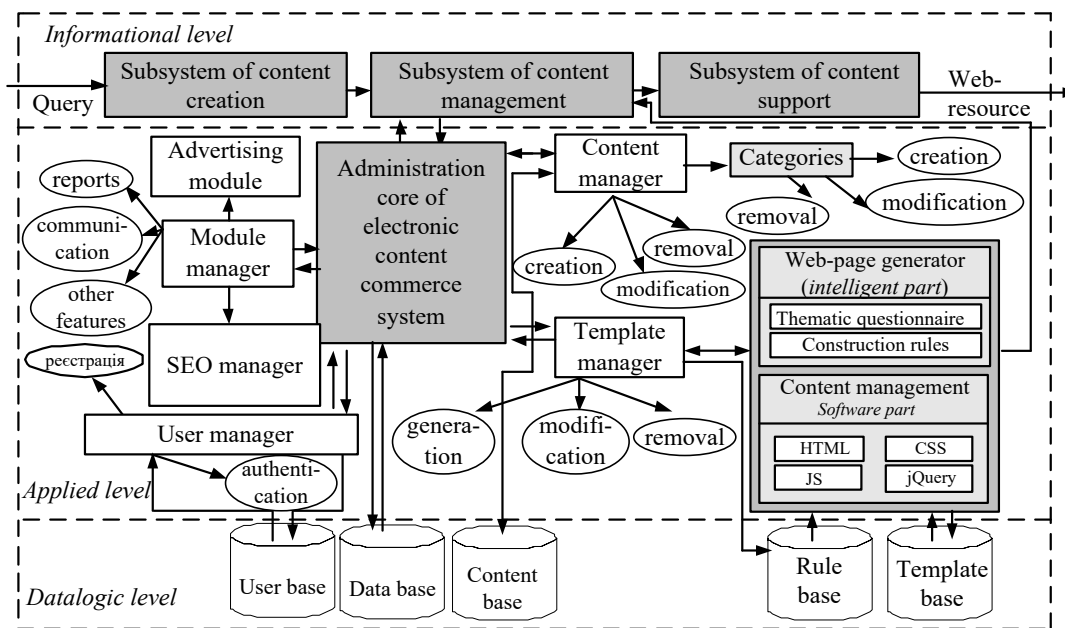 Informational level
Query
Subsystem of content
creation
Subsystem of content
management
Subsystem of content
support
Web-
resource
Advertising
module
reports
communi-
cation
other
features
Module
manager
SEO manager
реєстрація
User manager
authenti-
cation
Applied level
Administration
core of
electronic
content
commerce
system
Content
manager
creation
removal
modification
Categories
creation
modification
removal
Template
manager
genera-
tion
modifi-
cation
removal
Web-page generator
(intelligent part)
Thematic questionnaire
Construction rules
Content management
Software part
HTML
CSS
JS
jQuery
Datalogic level
User base
Data base
Content
base
Rule
base
Template
base